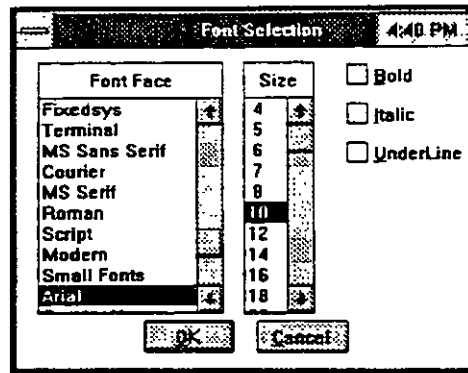 Font Selection
4:40 PM
Font Face
Size
Fixedsys
Terminal
MS Sans Serif
Courier
MS Serif
Roman
Script
Modern
Small Fonts
Arial
4
5
6
7
8
10
12
14
16
18
Bold
Italic
UnderLine
OK
Cancel